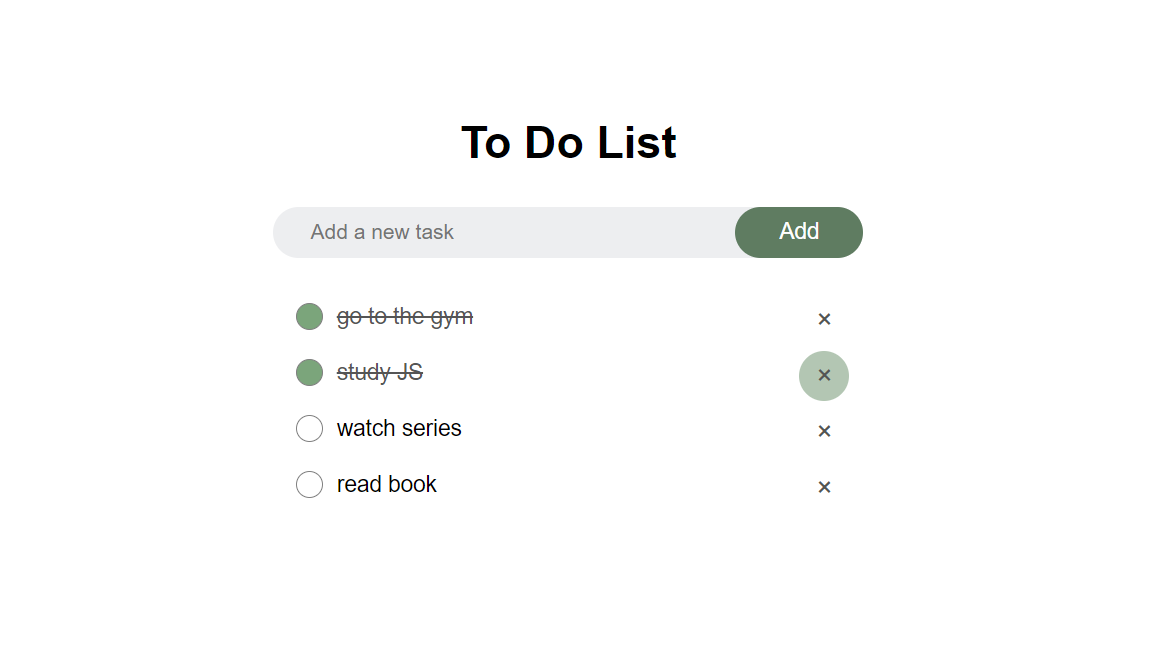 To Do List
Add a new task Add
go to the gym ×
study JS ×
watch series ×
read book ×